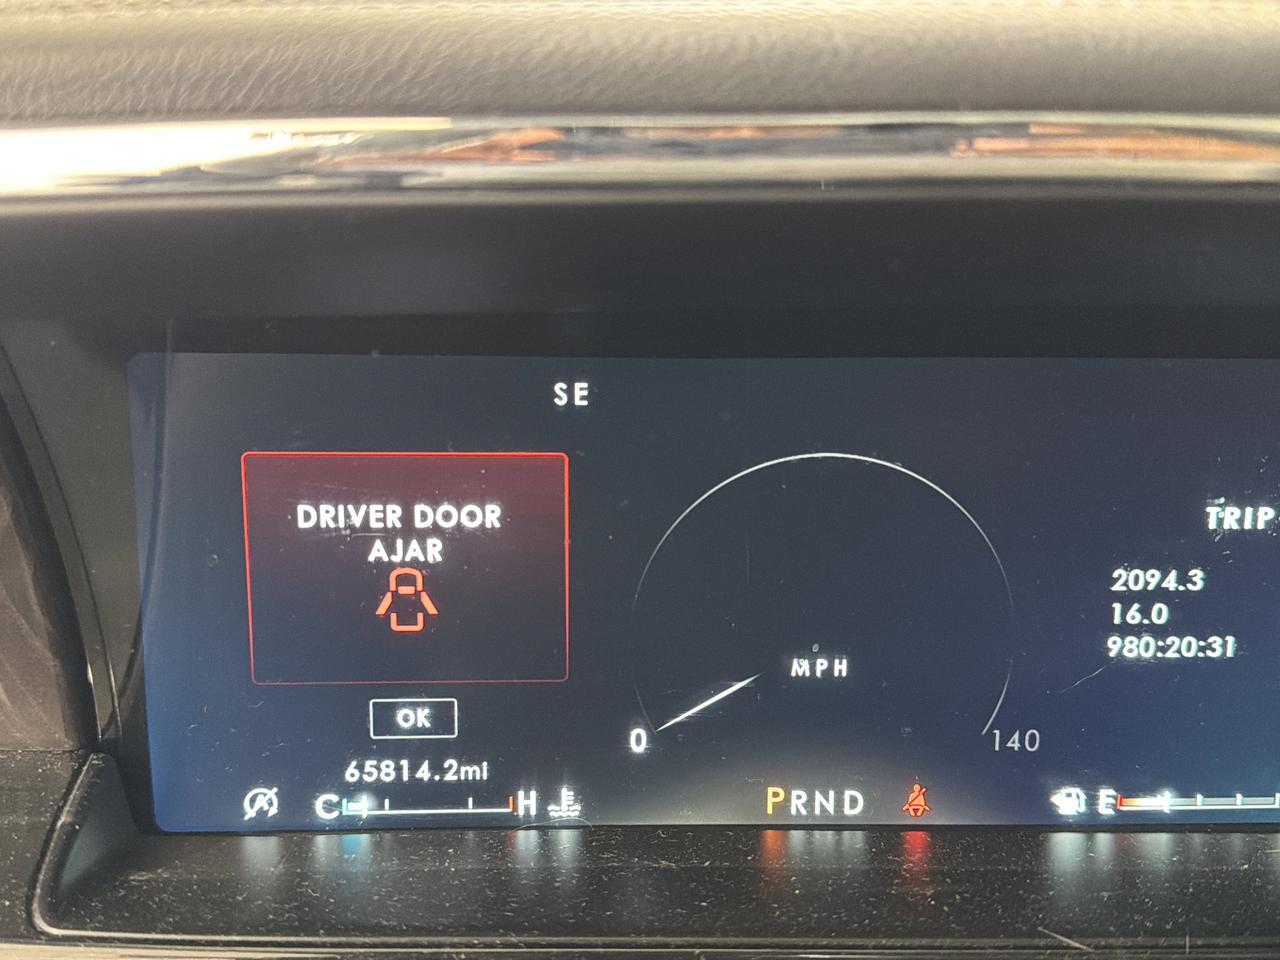 SE
DRIVER DOOR
AJAR
OK
65814.2mi
C H
MPH
0 140
PRND
TRIP
2094.3
16.0
980:20:31
E